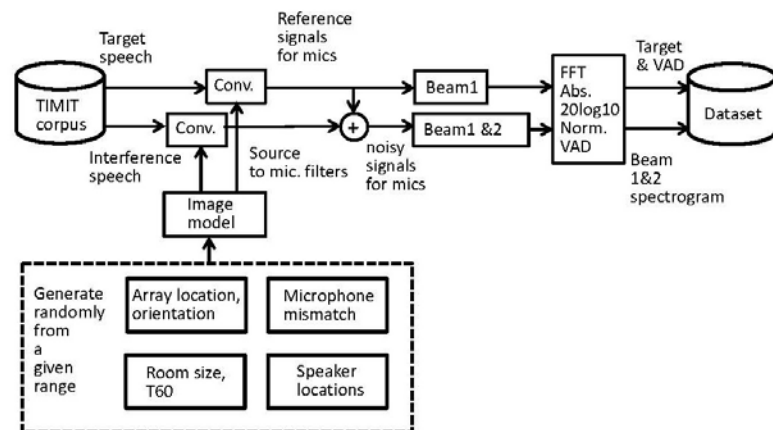 Target
speech
Reference
signals
for mics
Target
& VAD
TIMIT
corpus
Conv.
Conv.
Beam1
Beam1 &2
FFT
Abs.
20log10
Norm.
VAD
Dataset
Interference
speech
Source
to mic. filters
+
noisy
signals
for mics
Beam
1&2
spectrogram
Image
model
Generate
randomly
from
a
given
range
Array location,
orientation
Microphone
mismatch
Room size,
T60
Speaker
locations